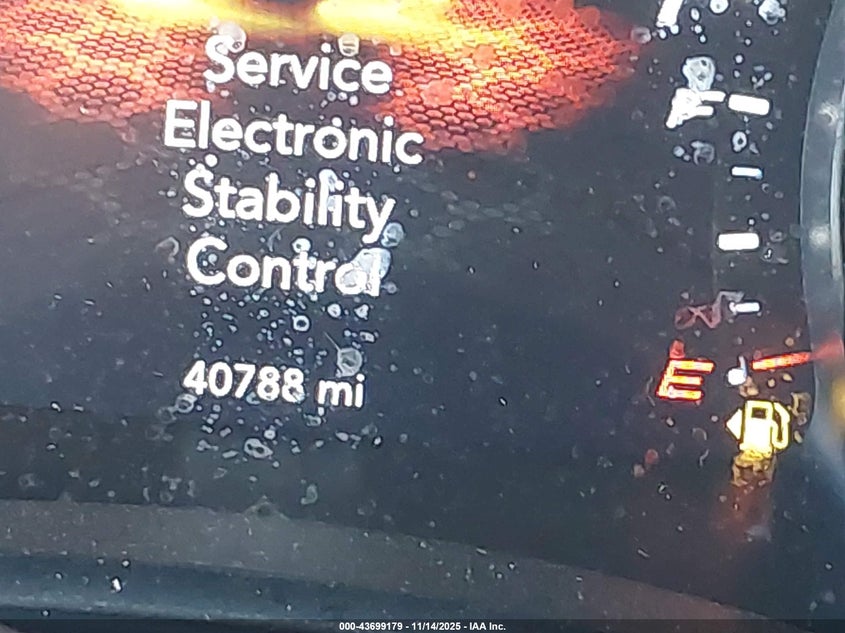 Service
Electronic
Stability
Control
40788 mi
F
E
000-43699179 - 11/14/2025 - IAA Inc.